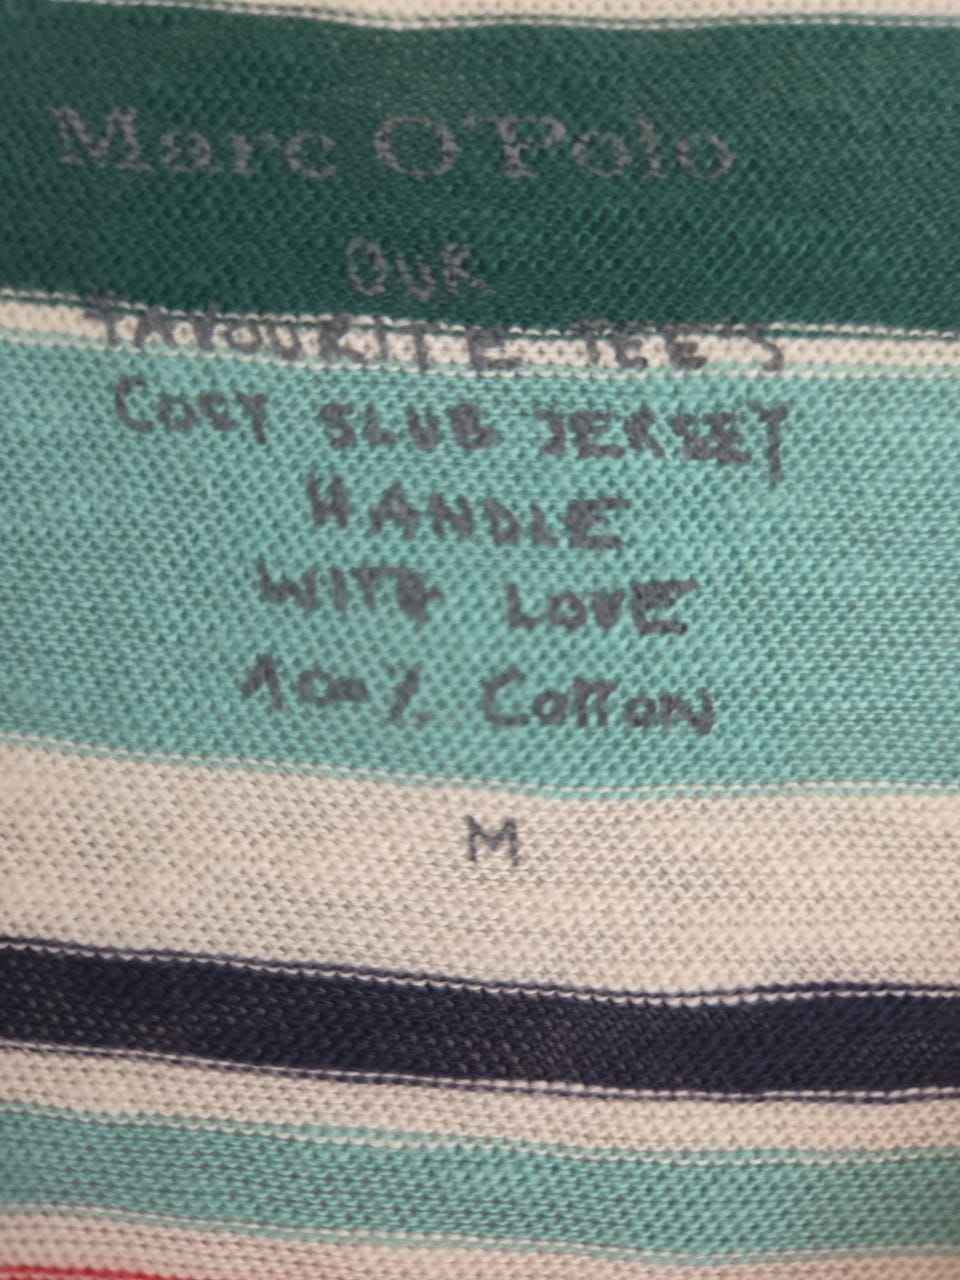 Marc O'Polo
OUR
FAVOURITE TEE'S
COSY SLUB JERSEY
HANDLE
WITH LOVE
100% COTTON
M